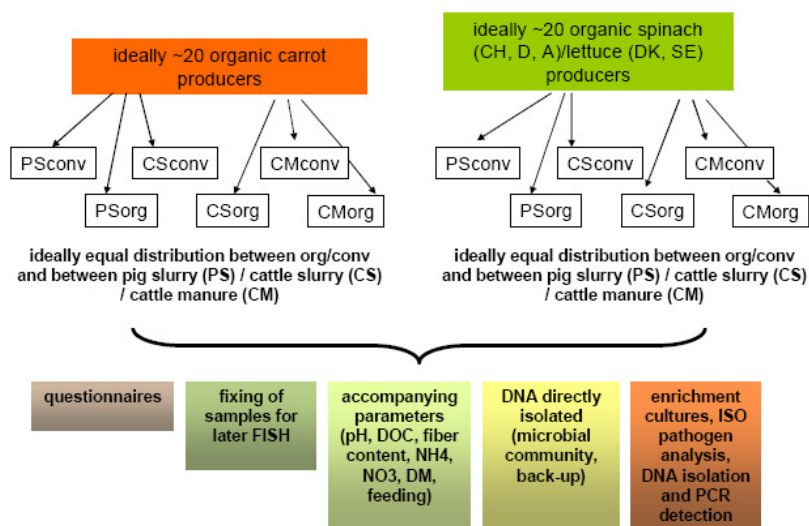 ideally ~20 organic carrot
producers
ideally ~20 organic spinach
(CH, D, A)/lettuce (DK, SE)
producers
PSconv
CSconv
CMconv
PSorg
CSorg
CMorg
PSconv
CSconv
CMconv
PSorg
CSorg
CMorg
ideally equal distribution between org/conv
and between pig slurry (PS) / cattle slurry (CS)
/ cattle manure (CM)
ideally equal distribution between org/conv
and between pig slurry (PS) / cattle slurry (CS)
/ cattle manure (CM)
questionnaires
fixing of
samples for
later FISH
accompanying
parameters
(pH, DOC, fiber
content, NH4,
NO3, DM,
feeding)
DNA directly
isolated
(microbial
community,
back-up)
enrichment
cultures, ISO
pathogen
analysis,
DNA isolation
and PCR
detection